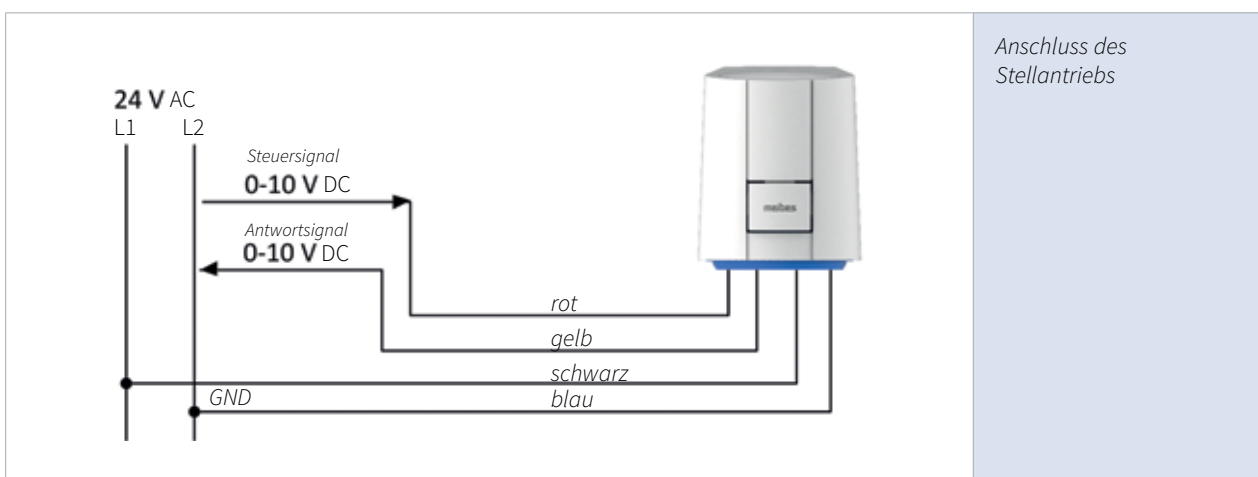 Anschluss des
Stellantriebs
24 V AC
L1 L2
Steuersignal
0-10 V DC
Antwortsignal
0-10 V DC
meibes
rot
gelb
schwarz
GND
blau